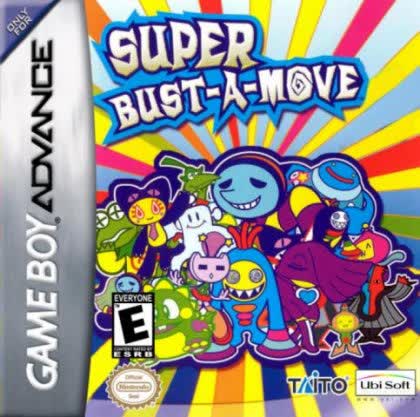 ONLY
FOR
GAME BOY ADVANCE
SUPER
BUST-A-MOVE
EVERYONE
E
CONTENT RATED BY
ESRB
Official
Nintendo
Seal
TAITO
Ubi Soft